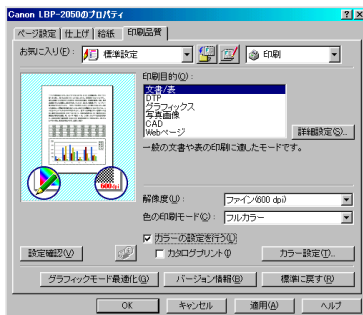 Canon LBP-2050のプロパティ
ページ設定 仕上げ 給紙 印刷品質
お気に入り(F): 標準設定 印刷
印刷目的(O):
文書/表
DTP
グラフィックス
写真画像
CAD
Webページ
詳細設定(S)...
一般の文書や表の印刷に適したモードです。
600 dpi
解像度(U): ファイン(600 dpi)
色の印刷モード(C): フルカラー
カラーの設定を行う(L)
設定確認(V) カタログプリント(I) カラー設定(T)...
グラフィックモード最適化(G) バージョン情報(B) 標準に戻す(R)
OK キャンセル 適用(A) ヘルプ